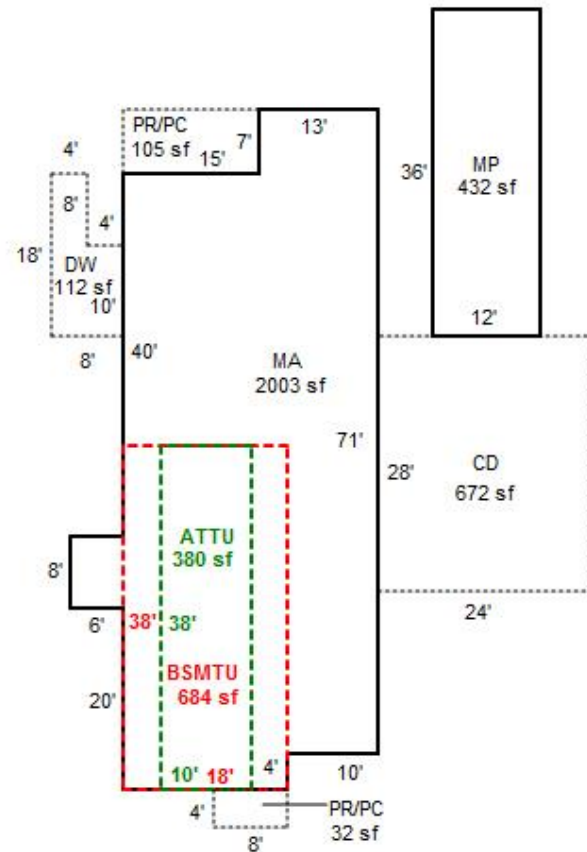 13'
PR/PC
105 sf
7'
15'
4'
8'
4'
18'
DW
112 sf
10'
8'
40'
36'
MP
432 sf
12'
MA
2003 sf
71'
28'
CD
672 sf
24'
ATTU
380 sf
8'
6'
38'
38'
BSMTU
684 sf
20'
10'
18'
4'
10'
4'
8'
PR/PC
32 sf